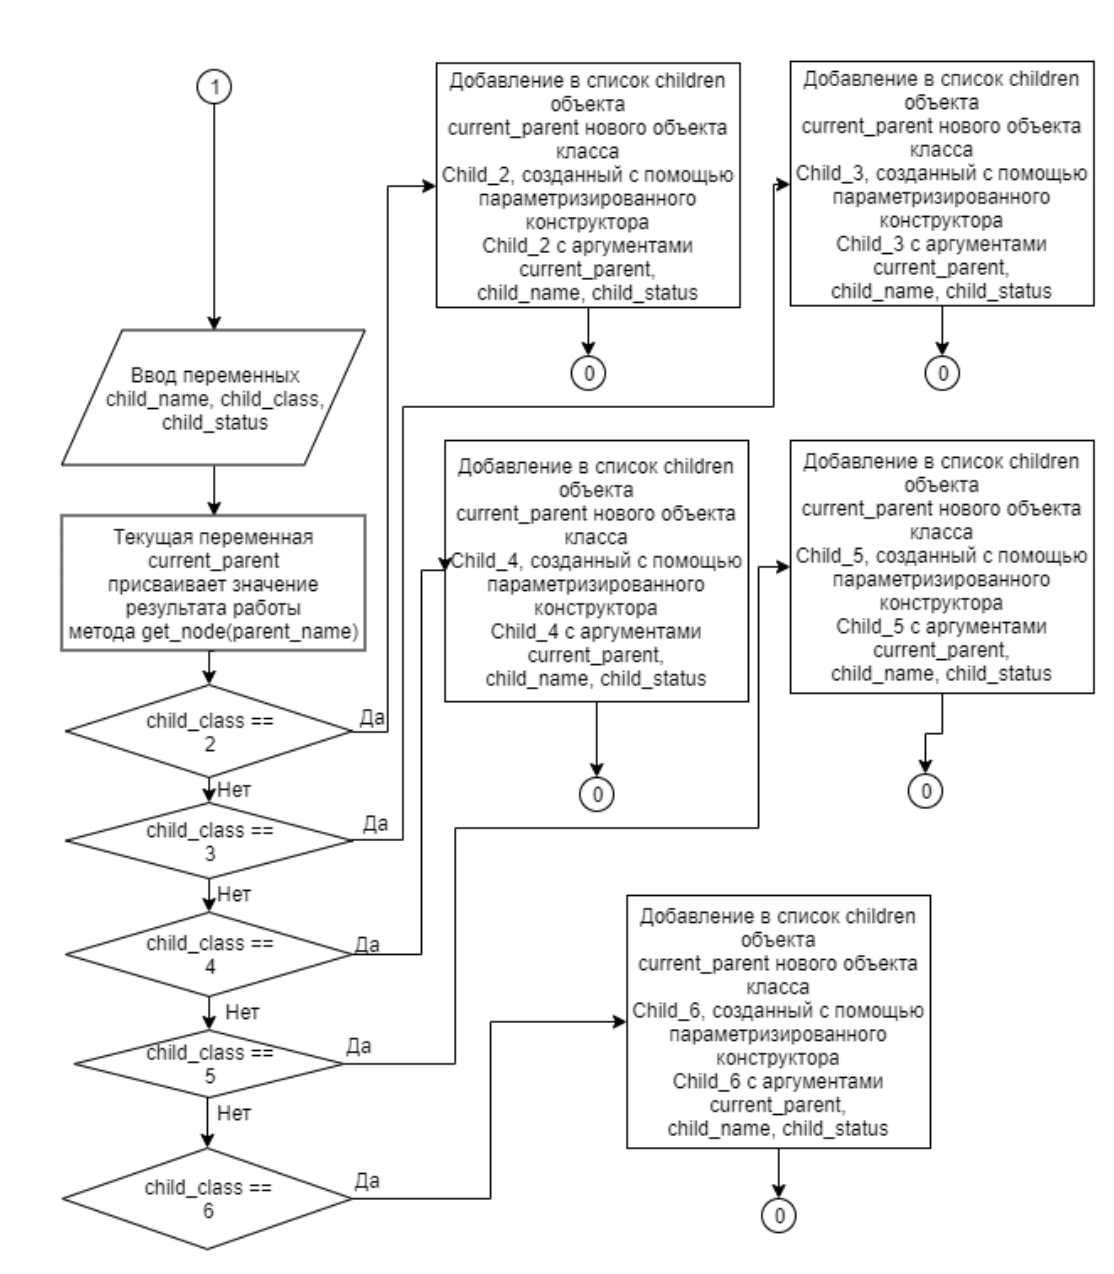 1
Ввод переменных
child_name, child_class,
child_status
Текущая переменная
current_parent
присваивает значение
результата работы
метода get_node(parent_name)
child_class ==
2
Да
Нет
child_class ==
3
Да
Нет
child_class ==
4
Да
Нет
child_class ==
5
Да
Нет
child_class ==
6
Да
Добавление в список children
объекта
current_parent нового объекта
класса
Child_2, созданный с помощью
параметризированного
конструктора
Child_2 с аргументами
current_parent,
child_name, child_status
0
Добавление в список children
объекта
current_parent нового объекта
класса
Child_3, созданный с помощью
параметризированного
конструктора
Child_3 с аргументами
current_parent,
child_name, child_status
0
Добавление в список children
объекта
current_parent нового объекта
класса
Child_4, созданный с помощью
параметризированного
конструктора
Child_4 с аргументами
current_parent,
child_name, child_status
0
Добавление в список children
объекта
current_parent нового объекта
класса
Child_5, созданный с помощью
параметризированного
конструктора
Child_5 с аргументами
current_parent,
child_name, child_status
0
Добавление в список children
объекта
current_parent нового объекта
класса
Child_6, созданный с помощью
параметризированного
конструктора
Child_6 с аргументами
current_parent,
child_name, child_status
0